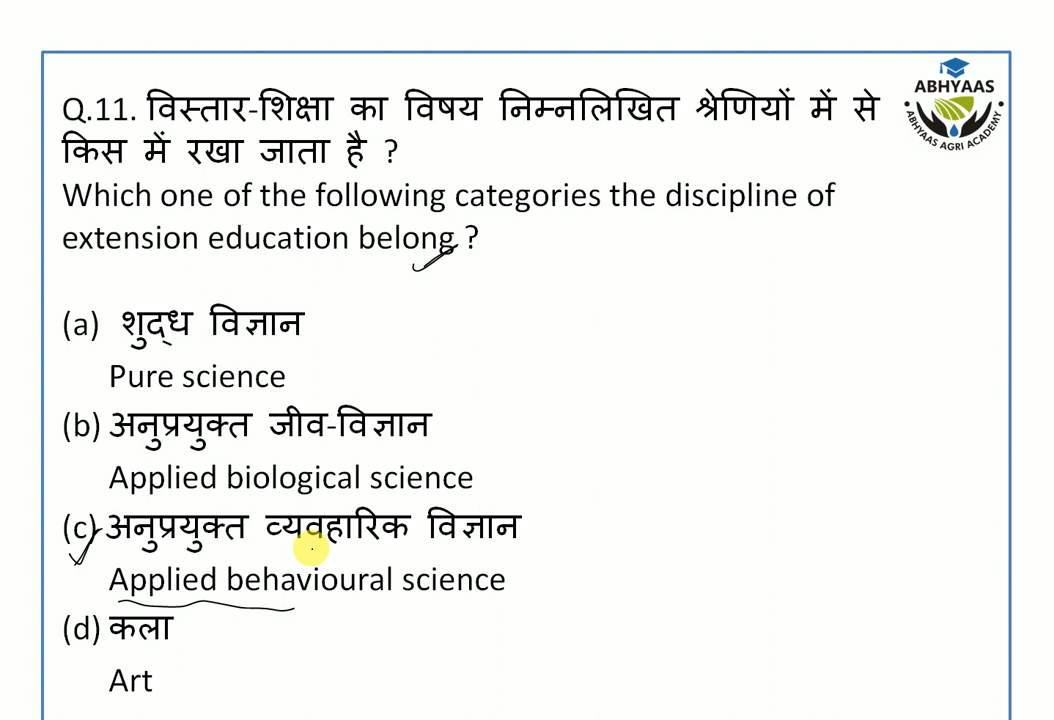 ABHYAAS
ABHYAAS AGRI ACADEMY
Q.11. विस्तार-शिक्षा का विषय निम्नलिखित श्रेणियों में से
किस में रखा जाता है ?
Which one of the following categories the discipline of
extension education belong ?
(a) शुद्ध विज्ञान
Pure science
(b) अनुप्रयुक्त जीव-विज्ञान
Applied biological science
(c) अनुप्रयुक्त व्यवहारिक विज्ञान
Applied behavioural science
(d) कला
Art